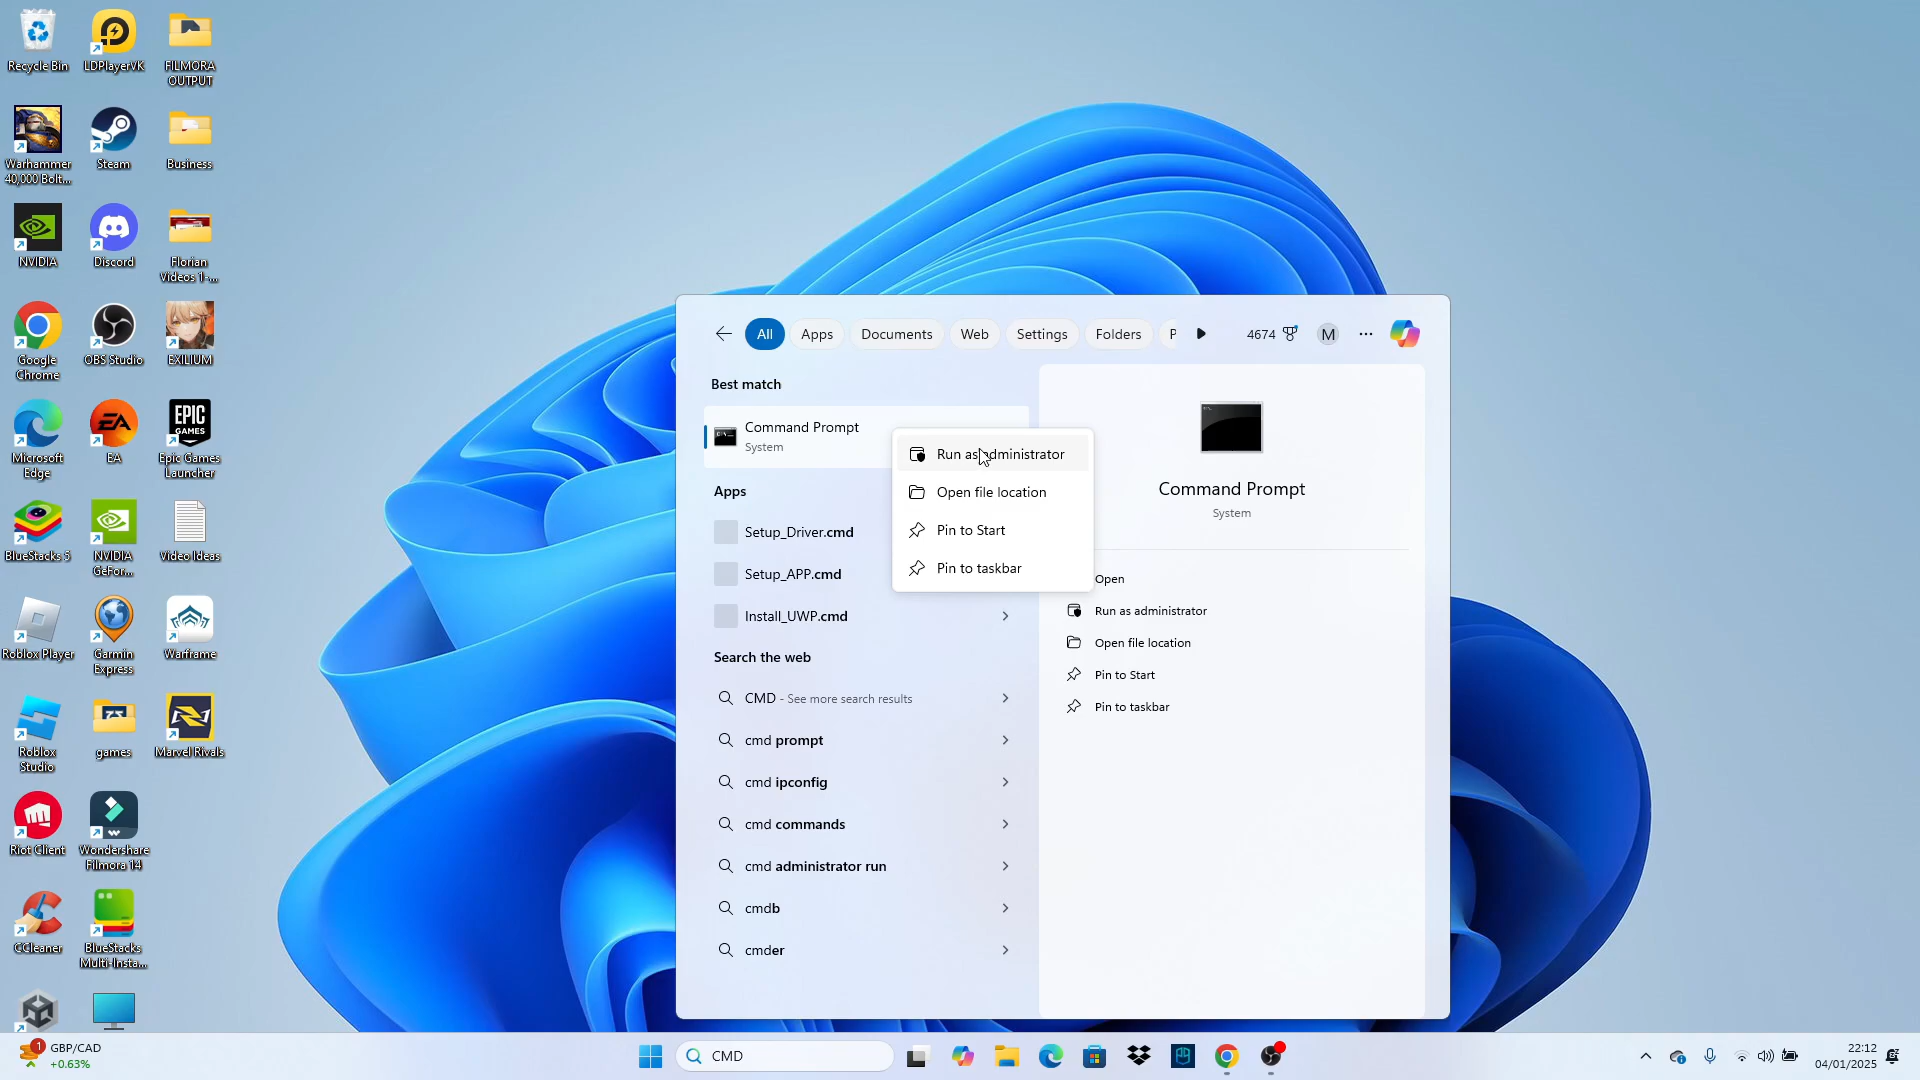 Recycle Bin
LDPlayerVK
FILMORA
OUTPUT
Warhammer
40,000 Bolt...
Steam
Business
NVIDIA
Discord
Florian
Videos 1-...
Google
Chrome
OBS Studio
EXILIUM
Microsoft
Edge
EA
EPIC
GAMES
Epic Games
Launcher
BlueStacks 5
NVIDIA
GeFor...
Video Ideas
Roblox Player
Garmin
Express
Warframe
Roblox
Studio
games
Marvel Rivals
Riot Client
Wondershare
Filmora 14
CCleaner
BlueStacks
Multi-Insta...
All
Apps
Documents
Web
Settings
Folders
P
4674
M
Best match
Command Prompt
System
Apps
Setup_Driver.cmd
Setup_APP.cmd
Install_UWP.cmd
Search the web
CMD - See more search results
cmd prompt
cmd ipconfig
cmd commands
cmd administrator run
cmdb
cmder
Run as administrator
Open file location
Pin to Start
Pin to taskbar
Command Prompt
System
Open
Run as administrator
Open file location
Pin to Start
Pin to taskbar
1
GBP/CAD
+0.63%
CMD
22:12
04/01/2025